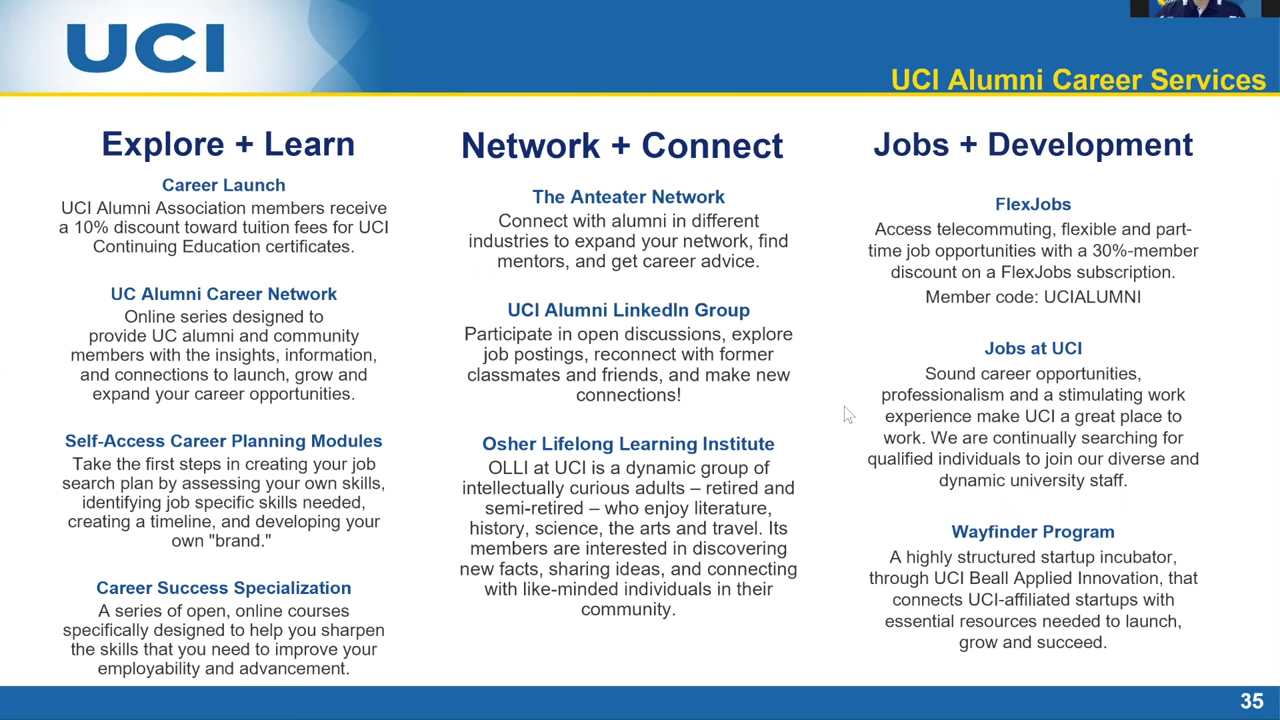 UCI
UCI Alumni Career Services
Explore + Learn
Career Launch
UCI Alumni Association members receive
a 10% discount toward tuition fees for UCI
Continuing Education certificates.
UC Alumni Career Network
Online series designed to
provide UC alumni and community
members with the insights, information,
and connections to launch, grow and
expand your career opportunities.
Self-Access Career Planning Modules
Take the first steps in creating your job
search plan by assessing your own skills,
identifying job specific skills needed,
creating a timeline, and developing your
own "brand."
Career Success Specialization
A series of open, online courses
specifically designed to help you sharpen
the skills that you need to improve your
employability and advancement.
Network + Connect
The Anteater Network
Connect with alumni in different
industries to expand your network, find
mentors, and get career advice.
UCI Alumni LinkedIn Group
Participate in open discussions, explore
job postings, reconnect with former
classmates and friends, and make new
connections!
Osher Lifelong Learning Institute
OLLI at UCI is a dynamic group of
intellectually curious adults – retired and
semi-retired – who enjoy literature,
history, science, the arts and travel. Its
members are interested in discovering
new facts, sharing ideas, and connecting
with like-minded individuals in their
community.
Jobs + Development
FlexJobs
Access telecommuting, flexible and part-
time job opportunities with a 30%-member
discount on a FlexJobs subscription.
Member code: UCIALUMNI
Jobs at UCI
Sound career opportunities,
professionalism and a stimulating work
experience make UCI a great place to
work. We are continually searching for
qualified individuals to join our diverse and
dynamic university staff.
Wayfinder Program
A highly structured startup incubator,
through UCI Beall Applied Innovation, that
connects UCI-affiliated startups with
essential resources needed to launch,
grow and succeed.
35